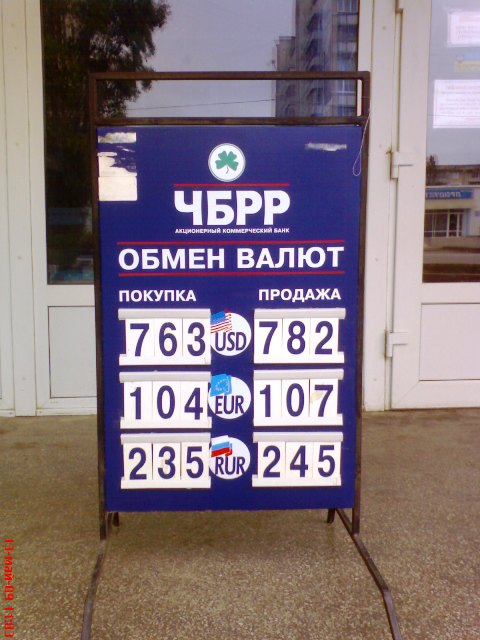 ЧБРР
АКЦИОНЕРНЫЙ КОММЕРЧЕСКИЙ БАНК
ОБМЕН ВАЛЮТ
ПОКУПКА ПРОДАЖА
763 USD 782
104 EUR 107
235 RUR 245